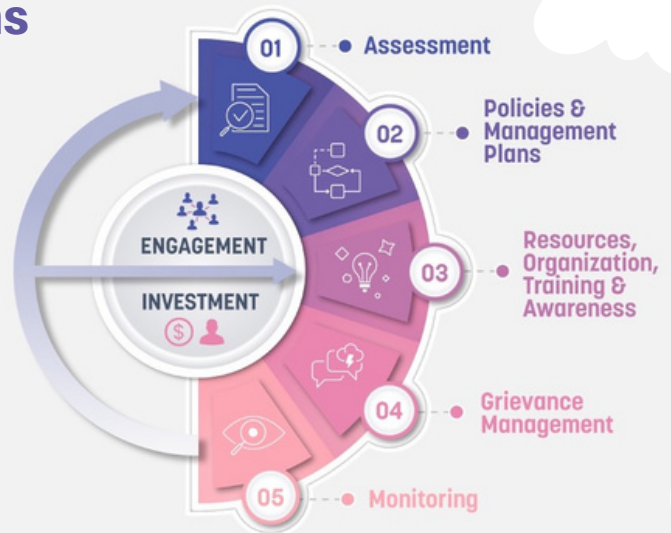 01
Assessment
02
Policies &
Management
Plans
ENGAGEMENT
INVESTMENT
$
03
Resources,
Organization,
Training &
Awareness
04
Grievance
Management
05
Monitoring